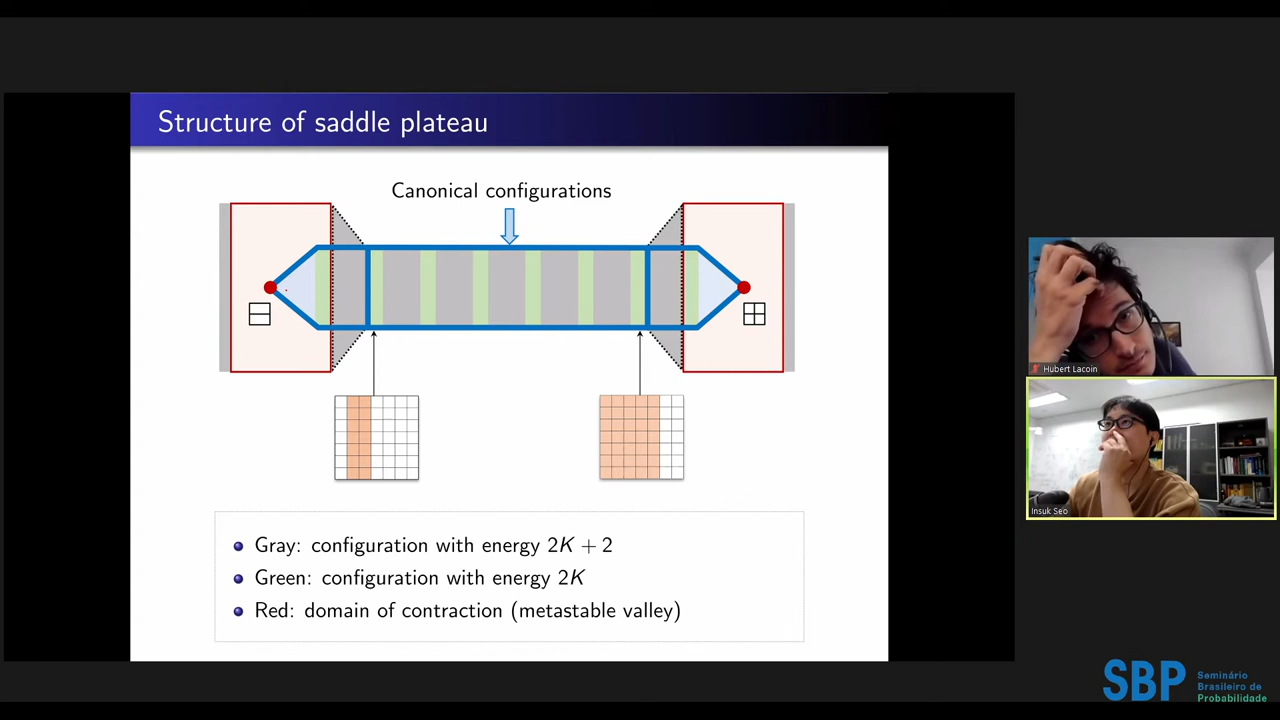 Structure of saddle plateau
Canonical configurations
Gray: configuration with energy 2K + 2
Green: configuration with energy 2K
Red: domain of contraction (metastable valley)
Hubert Lacoin
Insuk Seo
SBP
Seminário
Brasileiro de
Probabilidade